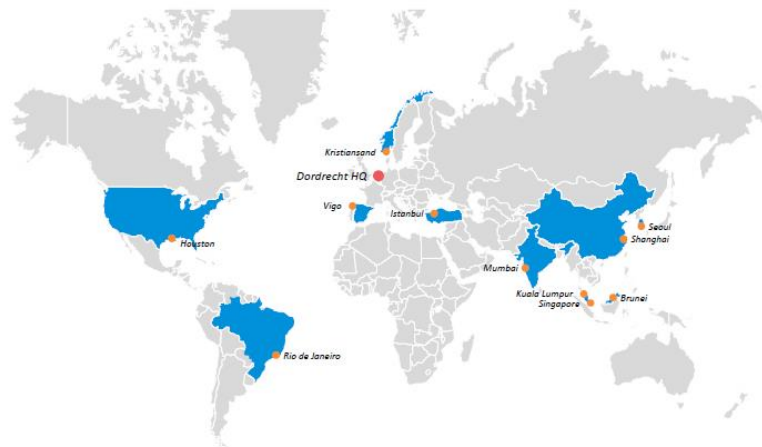 Kristiansand
Dordrecht HQ
Vigo
Istanbul
Houston
Seoul
Shanghai
Mumbai
Kuala Lumpur
Singapore
Brunei
Rio de Janeiro